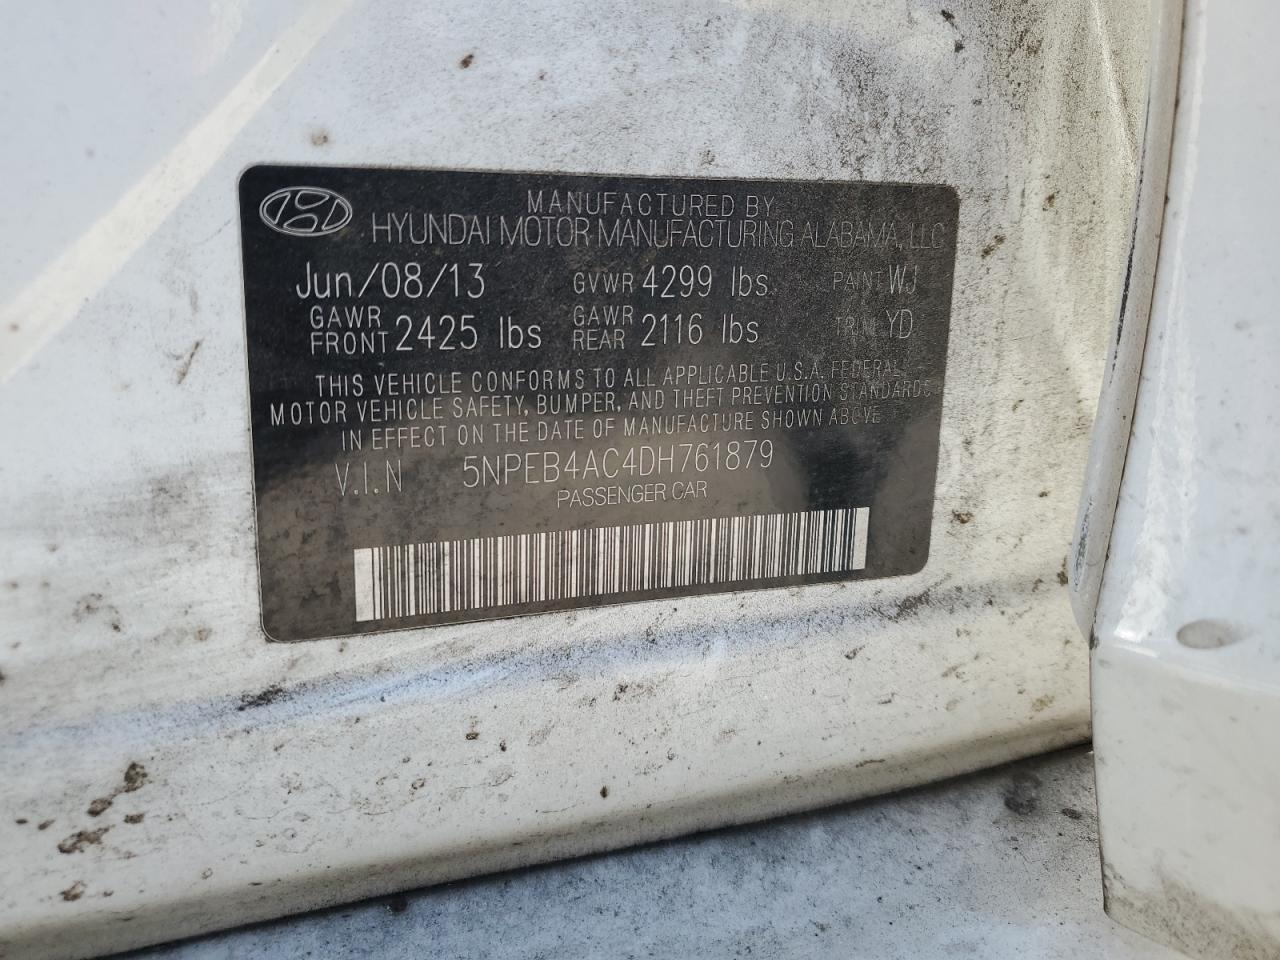 MANUFACTURED BY
HYUNDAI MOTOR MANUFACTURING ALABAMA, LLC
Jun/08/13 GVWR 4299 lbs PAINT WJ
GAWR FRONT 2425 lbs GAWR REAR 2116 lbs TRIM YD
THIS VEHICLE CONFORMS TO ALL APPLICABLE U.S.A. FEDERAL
MOTOR VEHICLE SAFETY, BUMPER, AND THEFT PREVENTION STANDARDS
IN EFFECT ON THE DATE OF MANUFACTURE SHOWN ABOVE
V.I.N 5NPEB4AC4DH761879
PASSENGER CAR